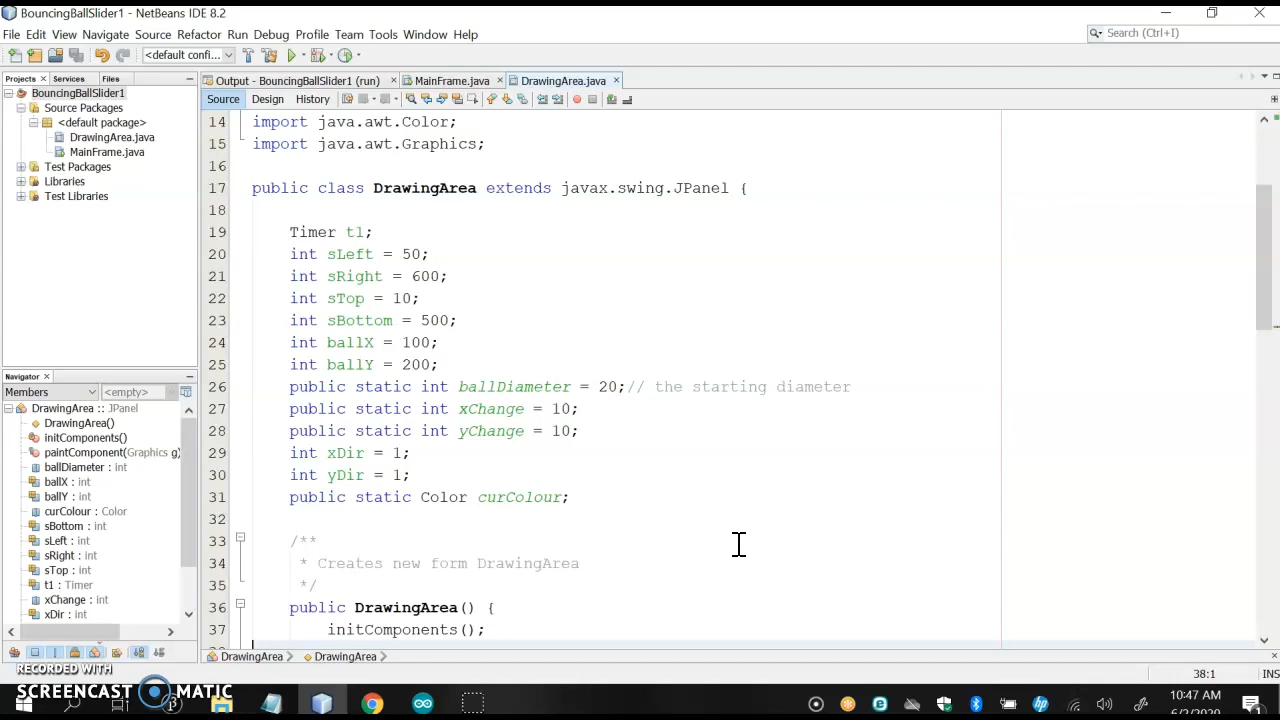 BouncingBallSlider1 - NetBeans IDE 8.2
File Edit View Navigate Source Refactor Run Debug Profile Team Tools Window Help
Search (Ctrl+I)
<default confi...
Projects Services Files
Output - BouncingBallSlider1 (run) MainFrame.java DrawingArea.java
Source Design History
BouncingBallSlider1
Source Packages
<default package>
DrawingArea.java
MainFrame.java
Test Packages
Libraries
Test Libraries
14 import java.awt.Color;
15 import java.awt.Graphics;
16
17 public class DrawingArea extends javax.swing.JPanel {
18
19 Timer t1;
20 int sLeft = 50;
21 int sRight = 600;
22 int sTop = 10;
23 int sBottom = 500;
24 int ballX = 100;
25 int ballY = 200;
26 public static int ballDiameter = 20;// the starting diameter
27 public static int xChange = 10;
28 public static int yChange = 10;
29 int xDir = 1;
30 int yDir = 1;
31 public static Color curColour;
32
33 /**
34 * Creates new form DrawingArea
35 */
36 public DrawingArea() {
37 initComponents();
Navigator
Members <empty>
DrawingArea :: JPanel
DrawingArea()
initComponents()
paintComponent(Graphics g)
ballDiameter : int
ballX : int
ballY : int
curColour : Color
sBottom : int
sLeft : int
sRight : int
sTop : int
t1 : Timer
xChange : int
xDir : int
DrawingArea DrawingArea
38:1 INS
RECORDED WITH
SCREENCAST MATIC
10:47 AM